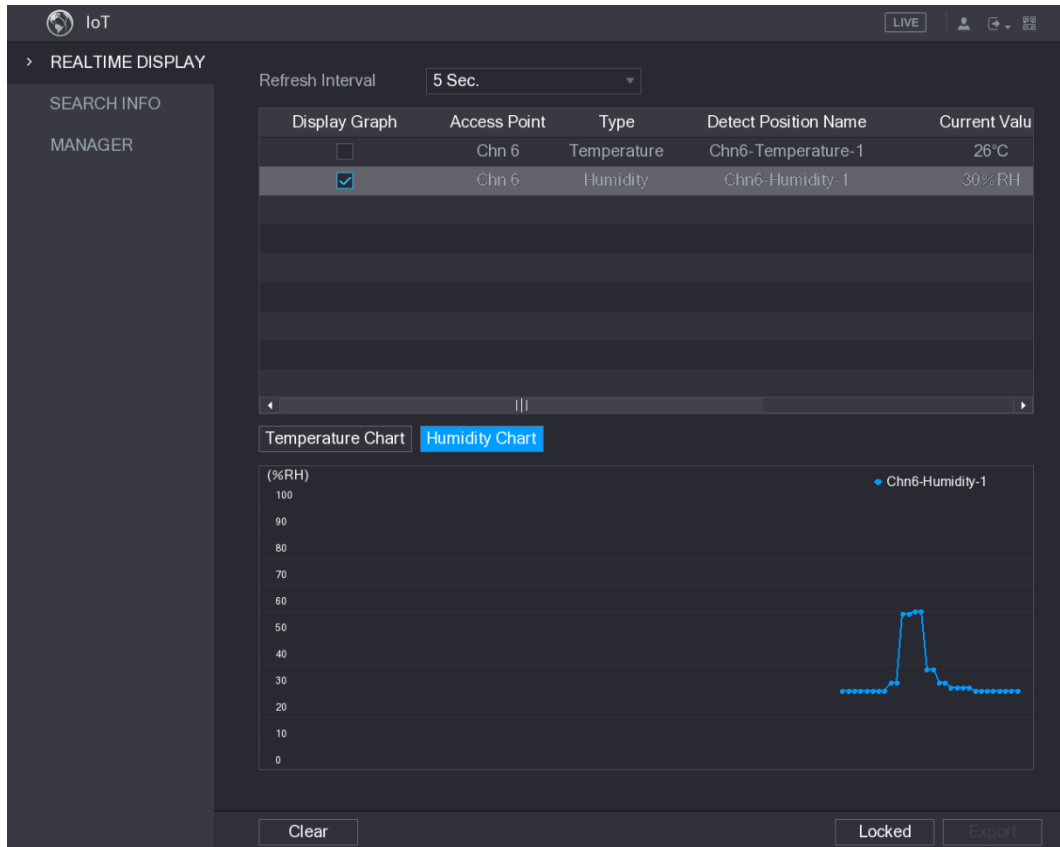 IoT
LIVE
REALTIME DISPLAY
SEARCH INFO
MANAGER
Refresh Interval 5 Sec.
Display Graph Access Point Type Detect Position Name Current Valu
Chn 6 Temperature Chn6-Temperature-1 26°C
Chn 6 Humidity Chn6-Humidity-1 30%RH
Temperature Chart Humidity Chart
(%RH)
Chn6-Humidity-1
100
90
80
70
60
50
40
30
20
10
0
Clear Locked Export